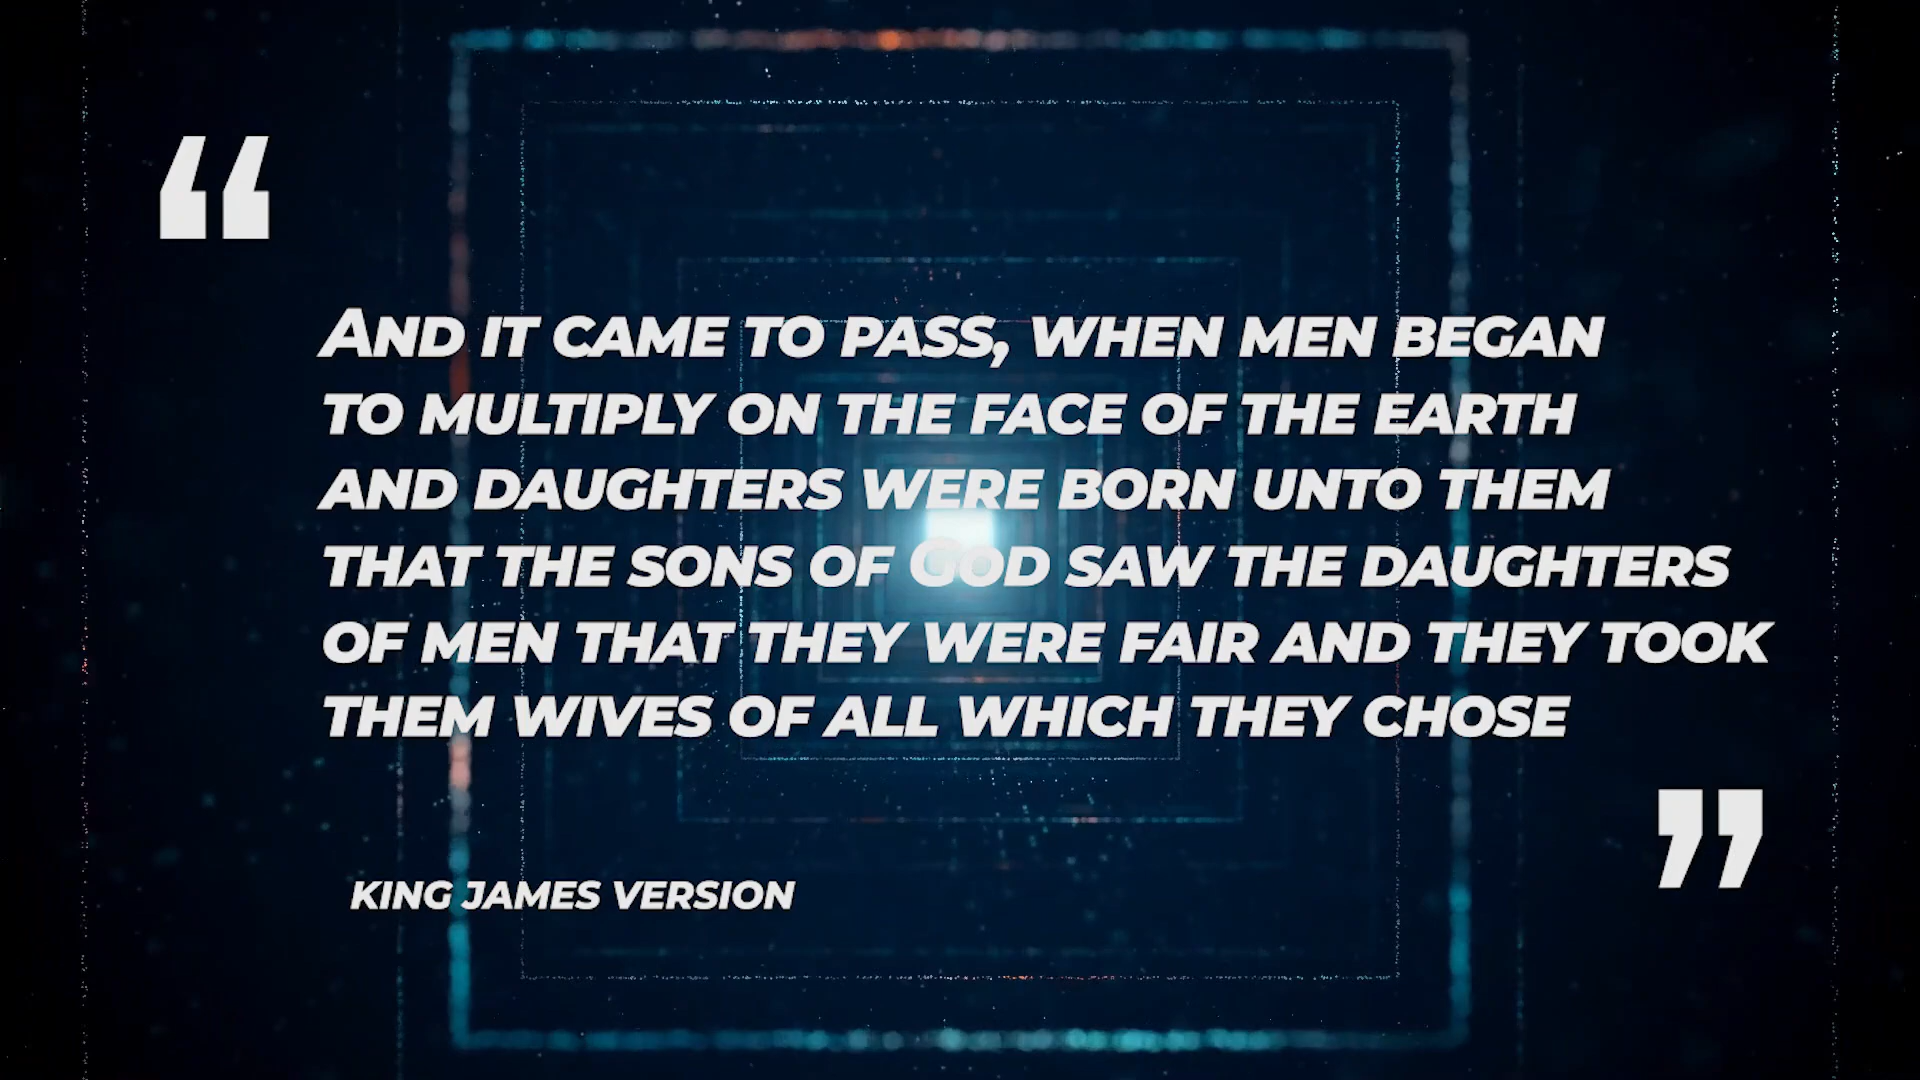 “
AND IT CAME TO PASS, WHEN MEN BEGAN
TO MULTIPLY ON THE FACE OF THE EARTH
AND DAUGHTERS WERE BORN UNTO THEM
THAT THE SONS OF GOD SAW THE DAUGHTERS
OF MEN THAT THEY WERE FAIR AND THEY TOOK
THEM WIVES OF ALL WHICH THEY CHOSE
”
KING JAMES VERSION